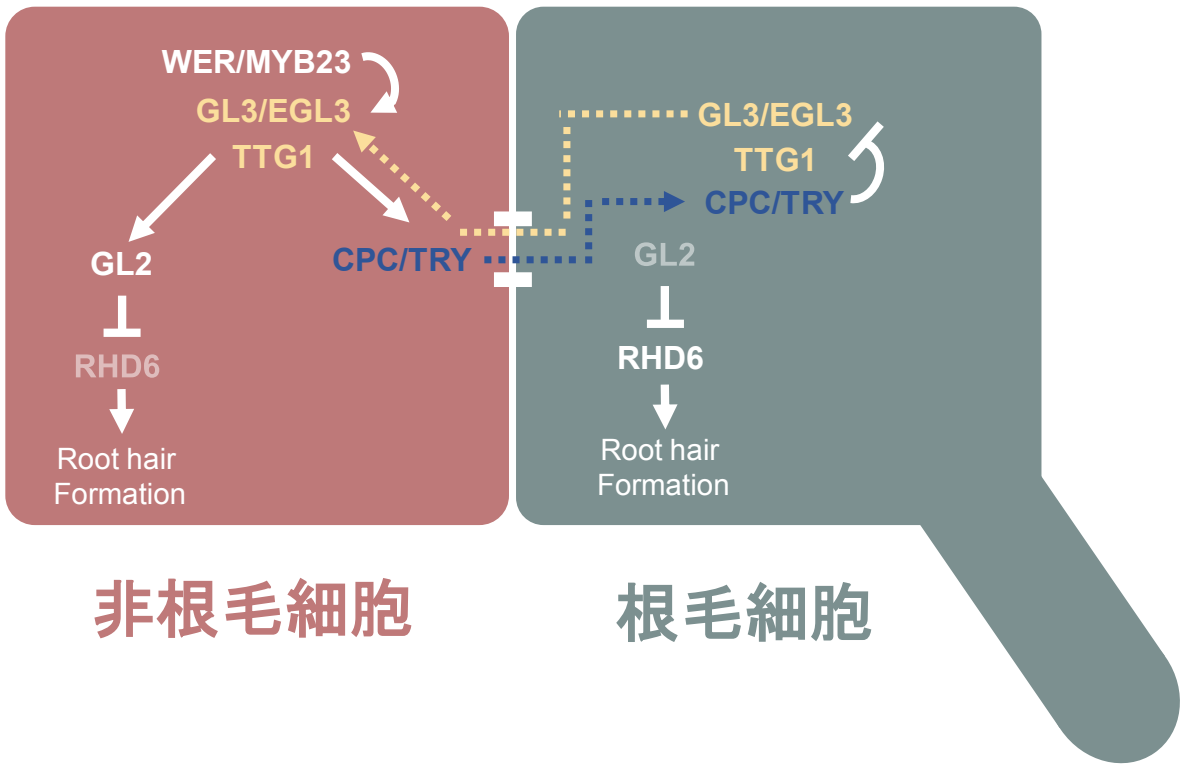 WER/MYB23
GL3/EGL3
TTG1
GL2
CPC/TRY
RHD6
Root hair
Formation
GL3/EGL3
TTG1
CPC/TRY
GL2
RHD6
Root hair
Formation
非根毛細胞
根毛細胞